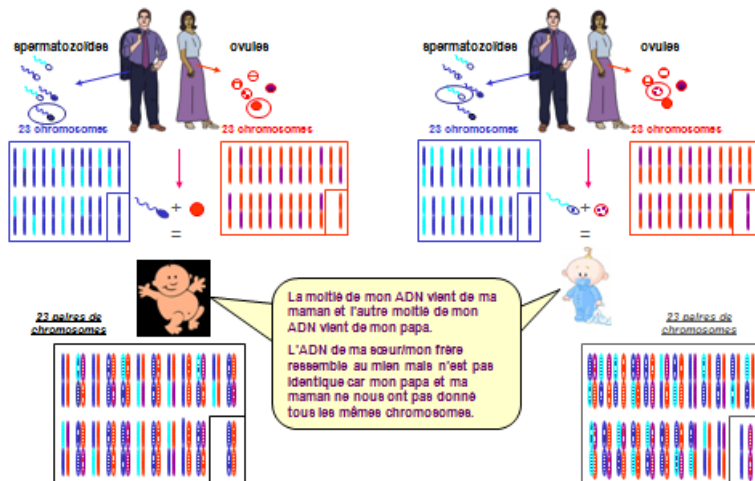 spermatozoïdes
ovules
23 chromosomes
23 chromosomes
+
=
spermatozoïdes
ovules
23 chromosomes
23 chromosomes
+
=
23 paires de
chromosomes
La moitié de mon ADN vient de ma
maman et l'autre moitié de mon
ADN vient de mon papa.
L'ADN de ma sœur/mon frère
ressemble au mien mais n'est pas
identique car mon papa et ma
maman ne nous ont pas donné
tous les mêmes chromosomes.
23 paires de
chromosomes